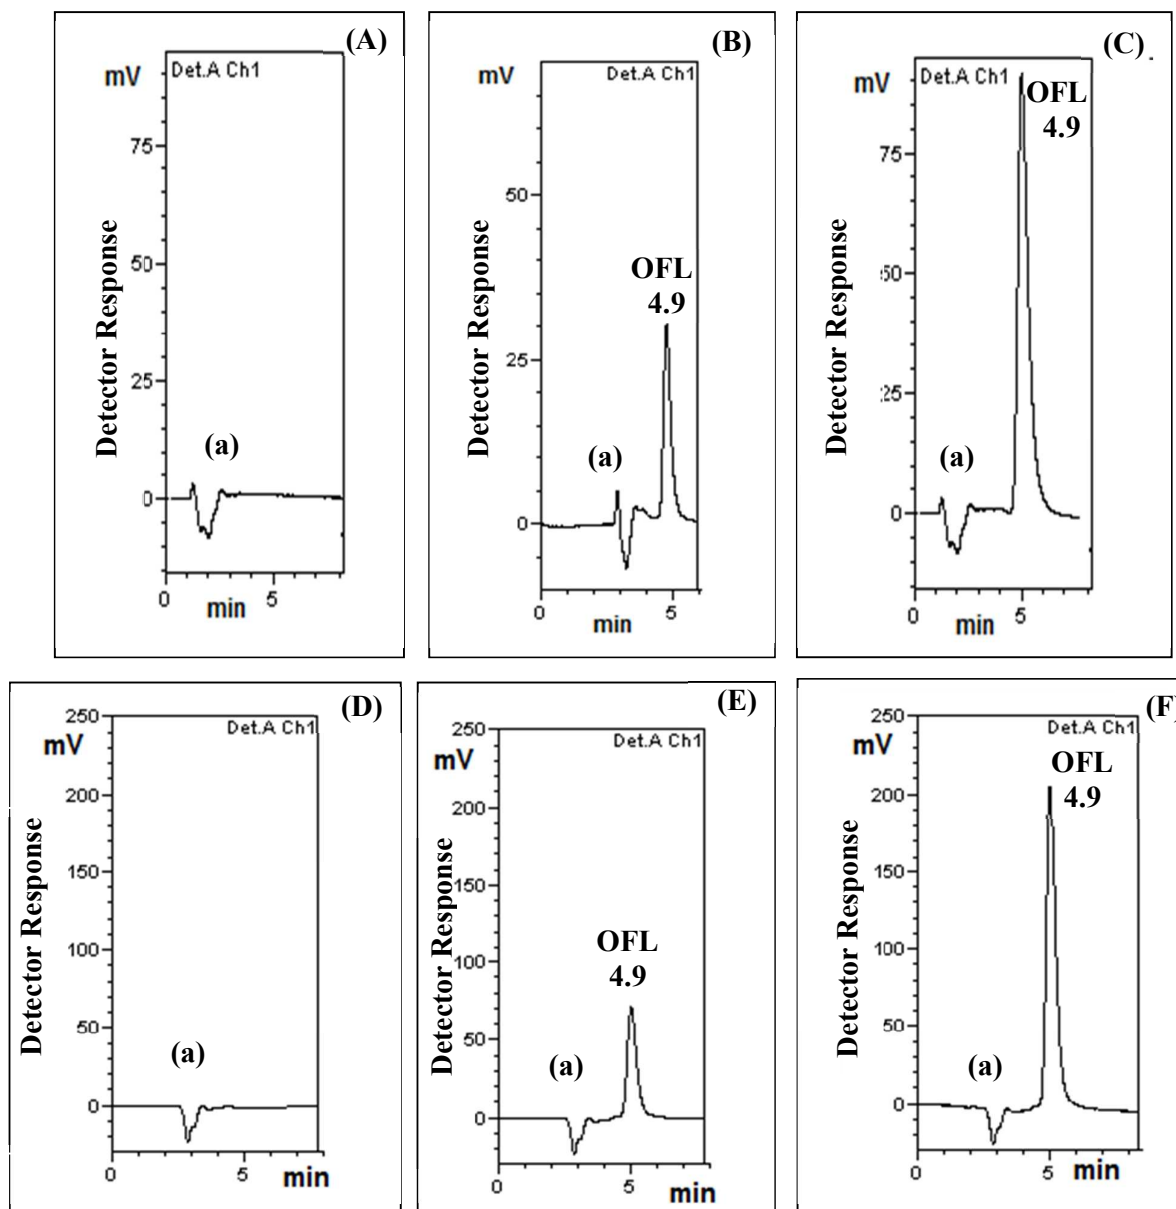 (A)
mV
Det.A Ch1
75
50
25
0
Detector Response
(a)
0
5
min
(B)
mV
Det.A Ch1
50
25
0
Detector Response
OFL
4.9
(a)
0
5
min
(C)
mV
Det.A Ch1
OFL
4.9
75
50
25
0
Detector Response
(a)
0
5
min
(D)
250
mV
Det.A Ch1
200
150
100
50
0
Detector Response
(a)
0
5
min
(E)
250
mV
Det.A Ch1
200
150
100
50
0
Detector Response
OFL
4.9
(a)
0
5
min
(F)
250
mV
Det.A Ch1
OFL
4.9
200
150
100
50
0
Detector Response
(a)
0
5
min